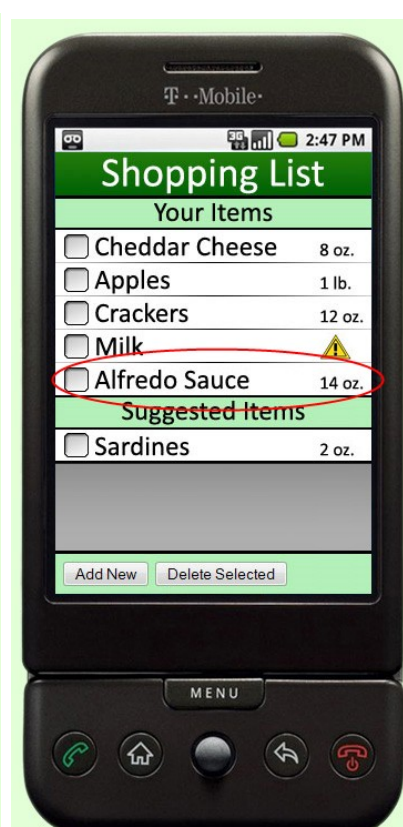 T··Mobile·
3G 2:47 PM
Shopping List
Your Items
Cheddar Cheese 8 oz.
Apples 1 lb.
Crackers 12 oz.
Milk
Alfredo Sauce 14 oz.
Suggested Items
Sardines 2 oz.
Add New Delete Selected
MENU